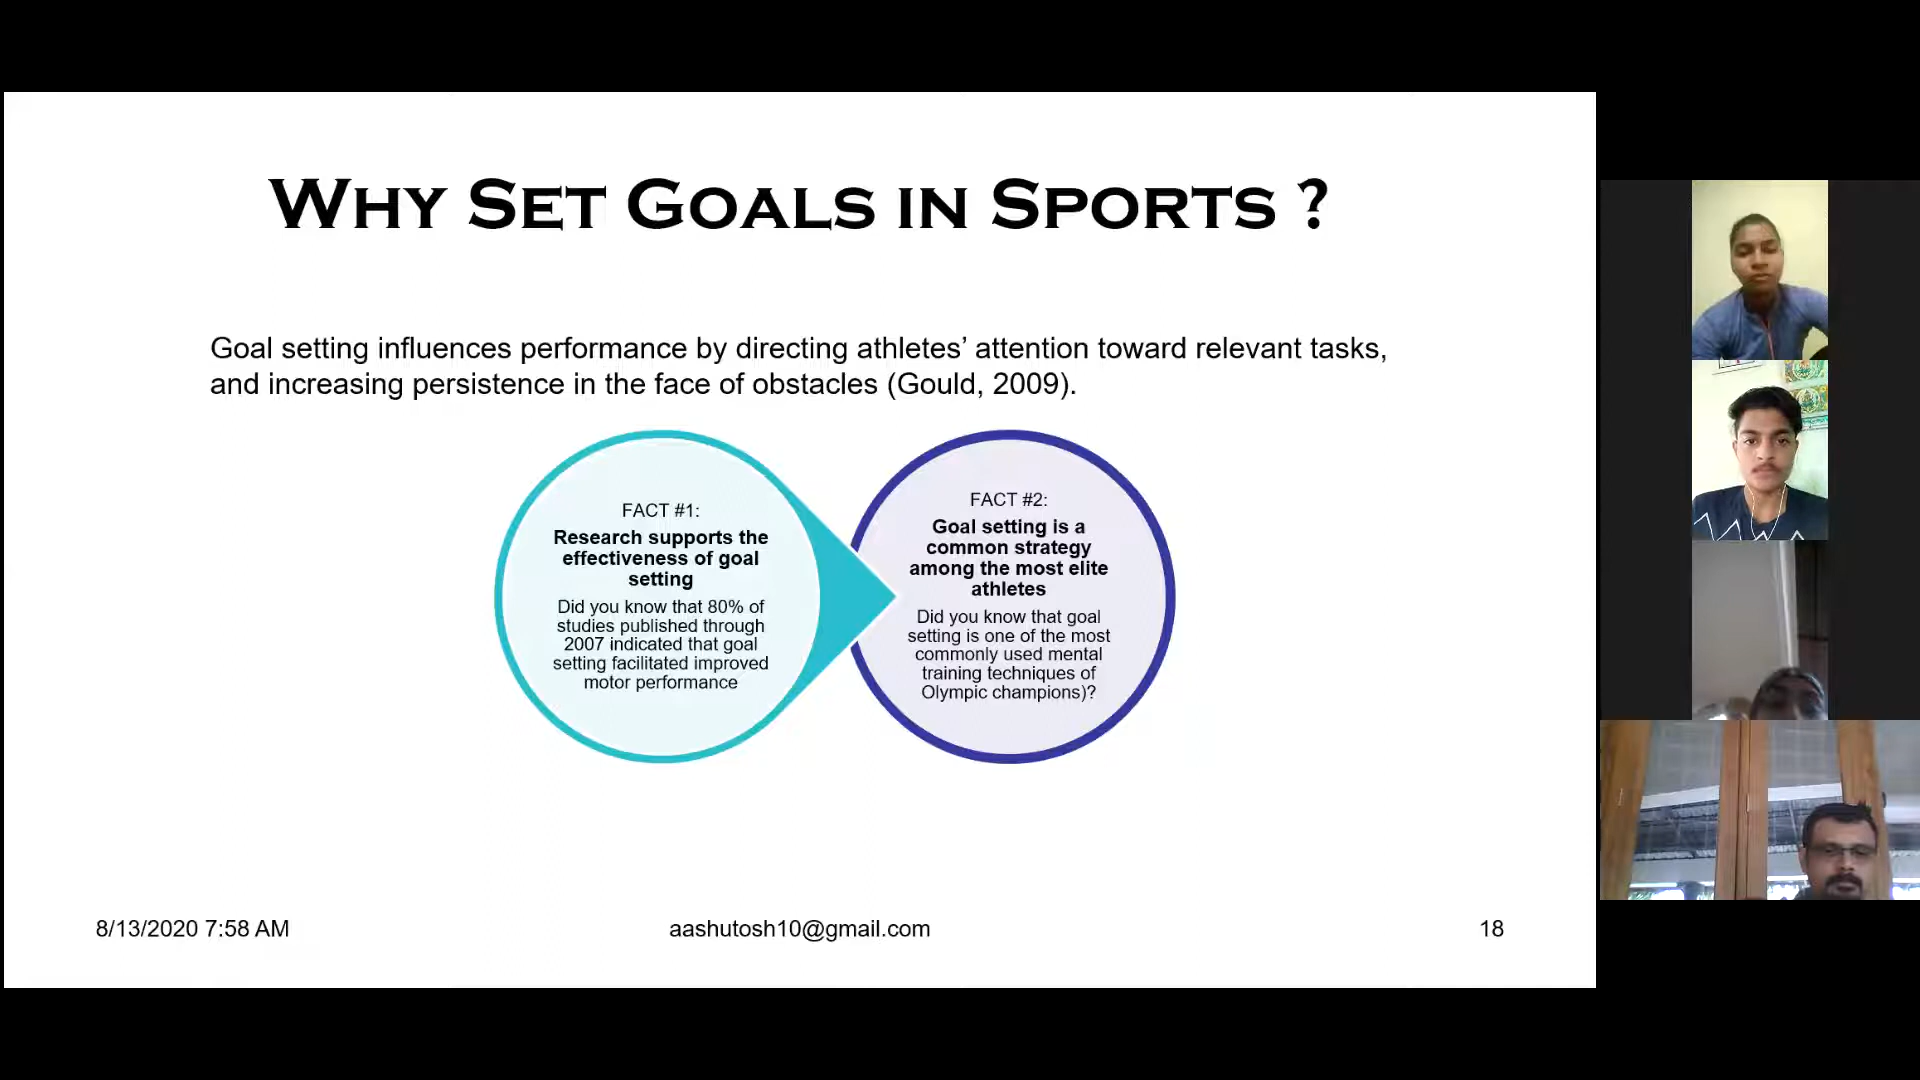 Why Set Goals in Sports ?
Goal setting influences performance by directing athletes’ attention toward relevant tasks,
and increasing persistence in the face of obstacles (Gould, 2009).
FACT #1:
Research supports the
effectiveness of goal
setting
Did you know that 80% of
studies published through
2007 indicated that goal
setting facilitated improved
motor performance
FACT #2:
Goal setting is a
common strategy
among the most elite
athletes
Did you know that goal
setting is one of the most
commonly used mental
training techniques of
Olympic champions)?
8/13/2020 7:58 AM
aashutosh10@gmail.com
18